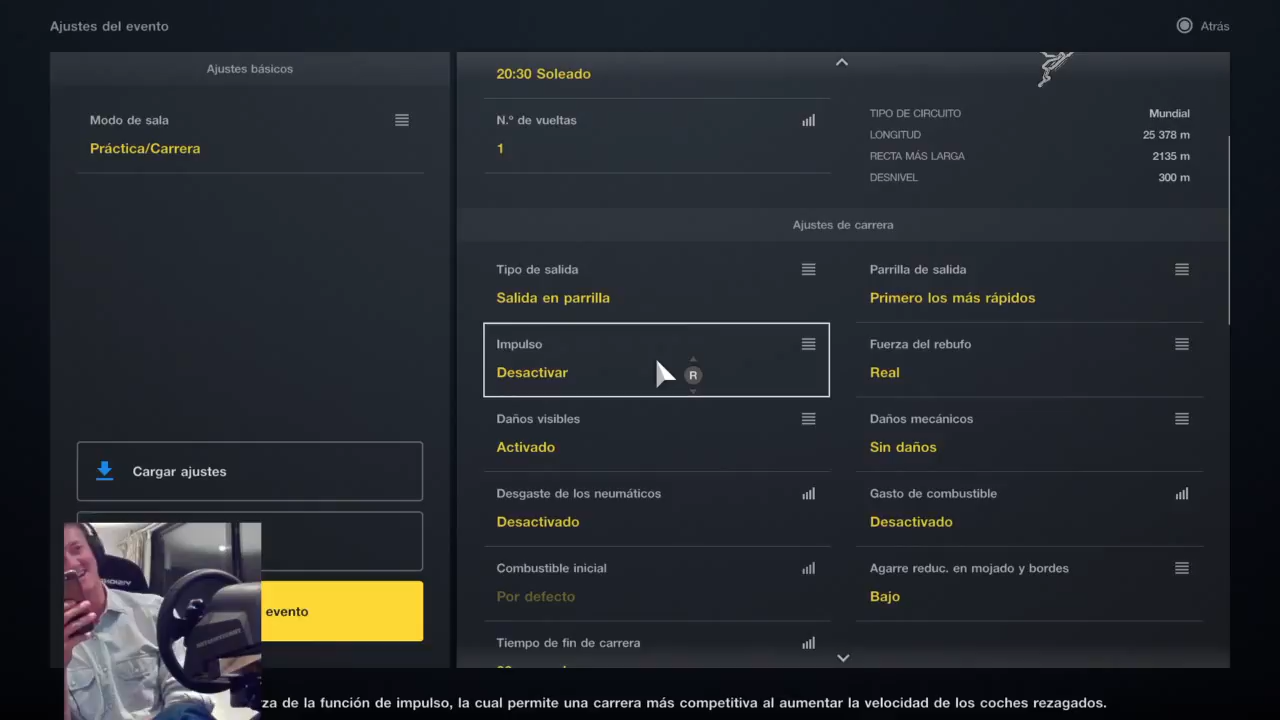 Ajustes del evento
Atrás
Ajustes básicos
Modo de sala
Práctica/Carrera
Cargar ajustes
evento
20:30 Soleado
N.º de vueltas
1
TIPO DE CIRCUITO Mundial
LONGITUD 25 378 m
RECTA MÁS LARGA 2135 m
DESNIVEL 300 m
Ajustes de carrera
Tipo de salida
Salida en parrilla
Parrilla de salida
Primero los más rápidos
Impulso
Desactivar
R
Fuerza del rebufo
Real
Daños visibles
Activado
Daños mecánicos
Sin daños
Desgaste de los neumáticos
Desactivado
Gasto de combustible
Desactivado
Combustible inicial
Por defecto
Agarre reduc. en mojado y bordes
Bajo
Tiempo de fin de carrera
za de la función de impulso, la cual permite una carrera más competitiva al aumentar la velocidad de los coches rezagados.